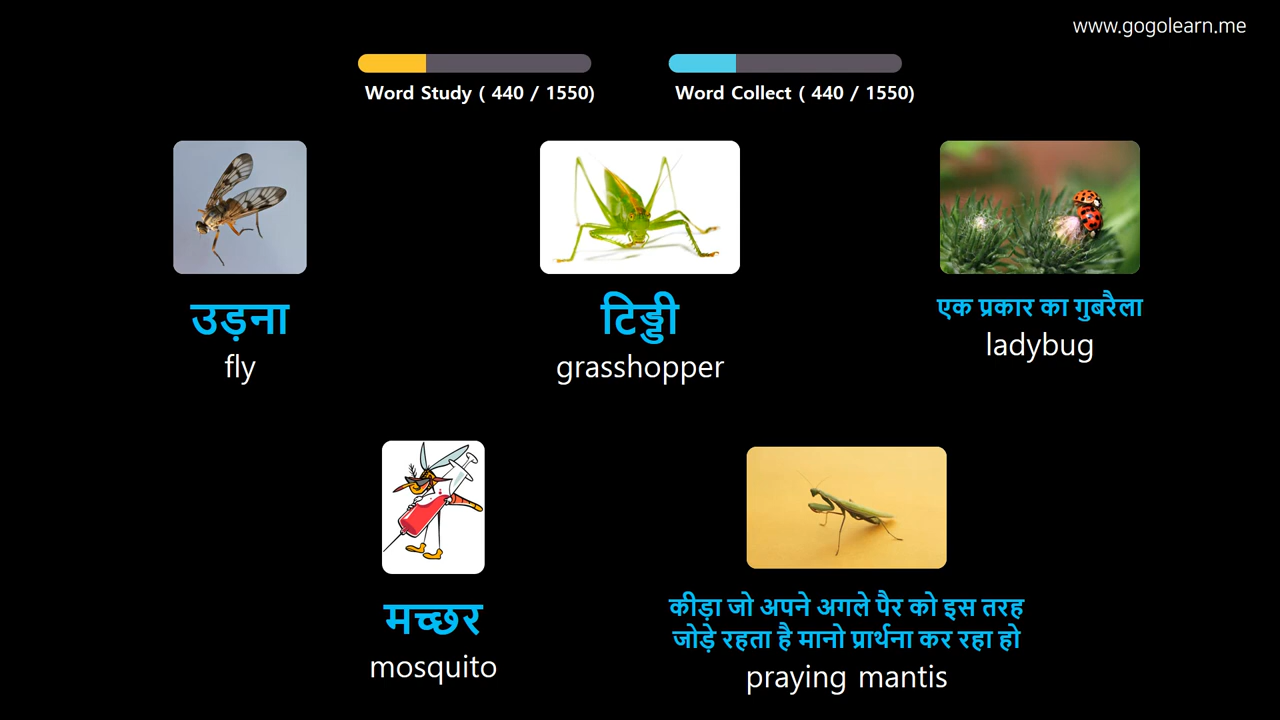 www.gogolearn.me
Word Study ( 440 / 1550)
Word Collect ( 440 / 1550)
उड़ना
fly
टिड्डी
grasshopper
एक प्रकार का गुबरैला
ladybug
मच्छर
mosquito
कीड़ा जो अपने अगले पैर को इस तरह
जोड़े रहता है मानो प्रार्थना कर रहा हो
praying mantis